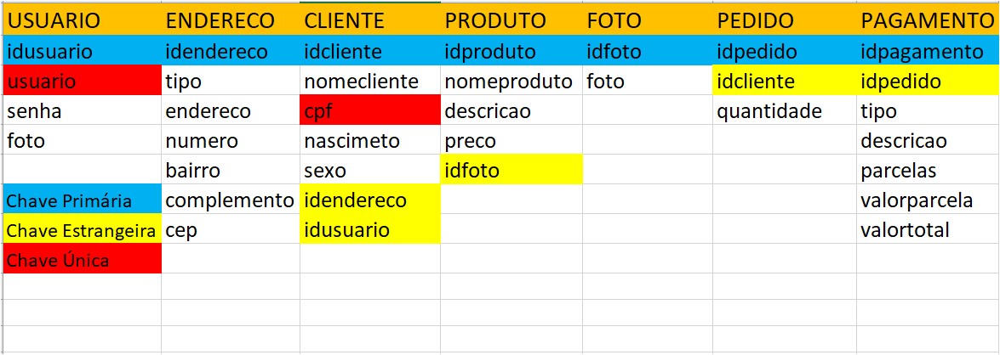 USUARIO ENDERECO CLIENTE PRODUTO FOTO PEDIDO PAGAMENTO
idusuario idendereco idcliente idproduto idfoto idpedido idpagamento
usuario tipo nomecliente nomeproduto foto idcliente idpedido
senha endereco cpf descricao quantidade tipo
foto numero nascimeto preco descricao
bairro sexo idfoto parcelas
Chave Primária complemento idendereco valorparcela
Chave Estrangeira cep idusuario valortotal
Chave Única